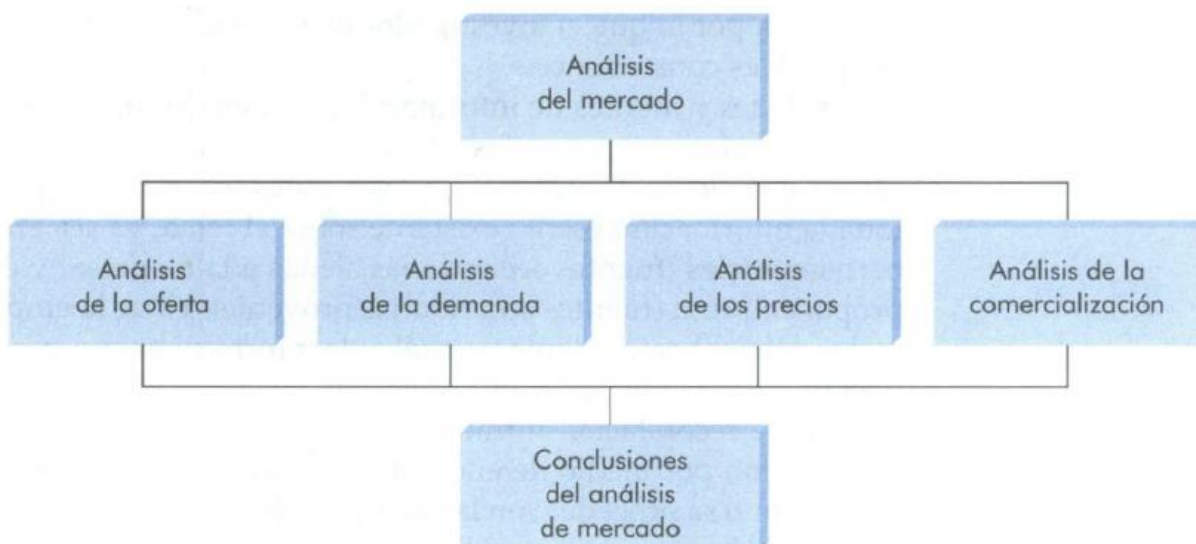 Análisis
del mercado
Análisis
de la oferta
Análisis
de la demanda
Análisis
de los precios
Análisis de la
comercialización
Conclusiones
del análisis
de mercado